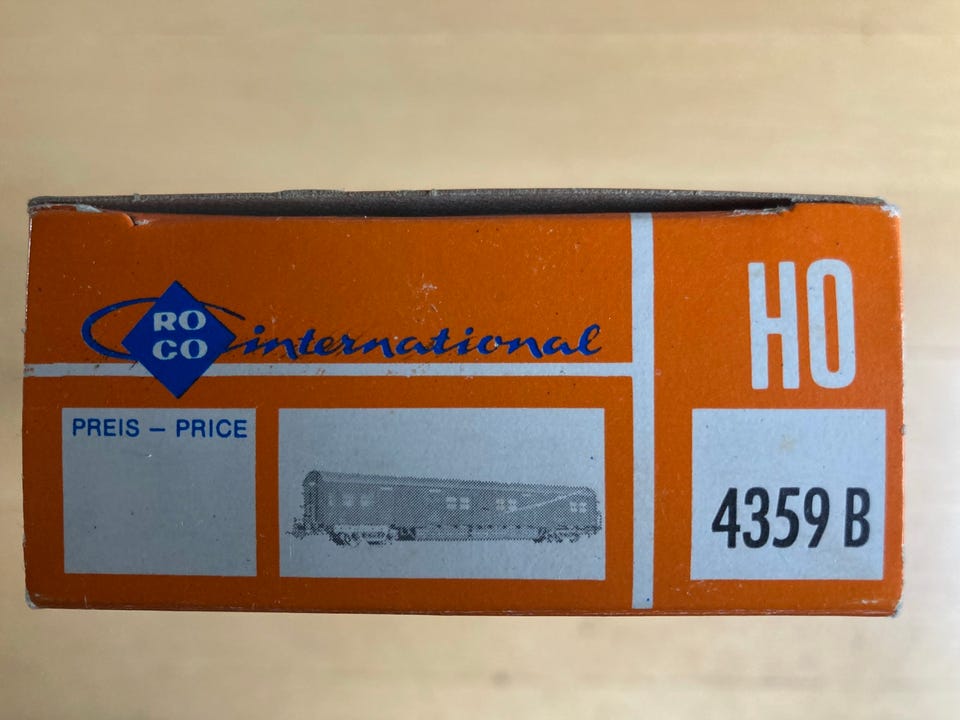 RO
CO
international
HO
PREIS – PRICE
4359 B